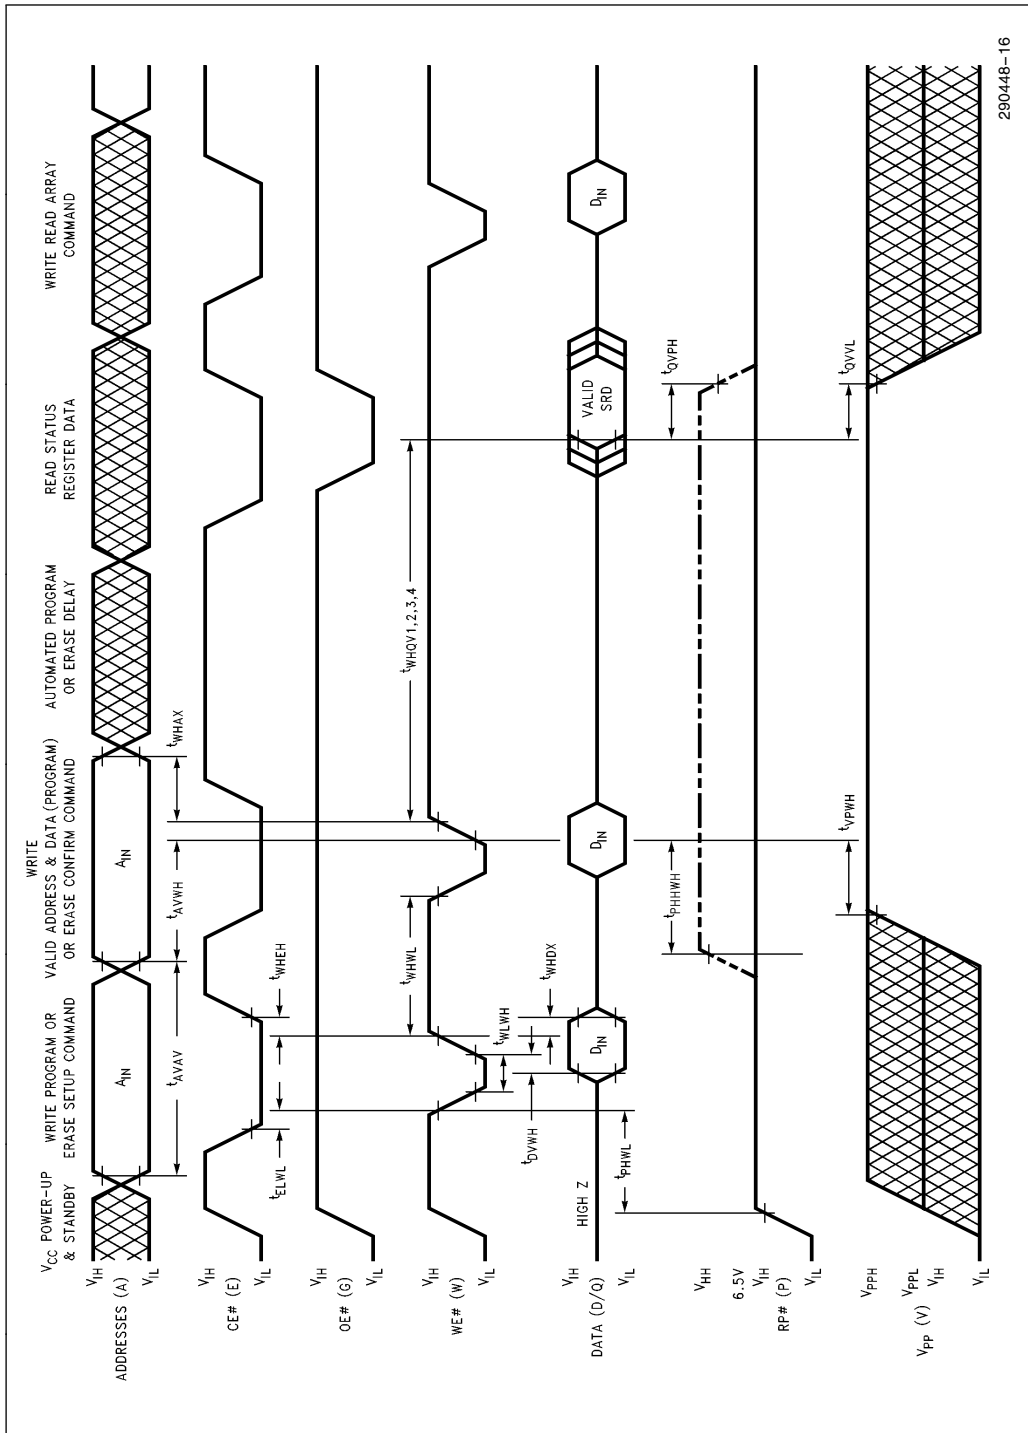 V_CC POWER-UP
& STANDBY
WRITE PROGRAM OR
ERASE SETUP COMMAND
WRITE
VALID ADDRESS & DATA (PROGRAM)
OR ERASE CONFIRM COMMAND
AUTOMATED PROGRAM
OR ERASE DELAY
READ STATUS
REGISTER DATA
WRITE READ ARRAY
COMMAND
V_IH
ADDRESSES (A)
V_IL
A_IN
A_IN
t_AVAV
t_AVWH
t_WHAX
V_IH
CE# (E)
V_IL
t_ELWL
t_WHEH
V_IH
OE# (G)
V_IL
t_WHWL
t_WHQV1,2,3,4
V_IH
WE# (W)
V_IL
t_WLWH
t_DVWH
t_WHDX
V_IH
DATA (D/Q)
V_IL
HIGH Z
D_IN
D_IN
VALID
SRD
D_IN
t_PHWL
t_PHHWH
t_QVPH
V_HH
6.5V
V_IH
RP# (P)
V_IL
t_VPWH
t_QVVL
V_PPH
V_PPL
V_PP (V)
V_IH
V_IL
290448-16